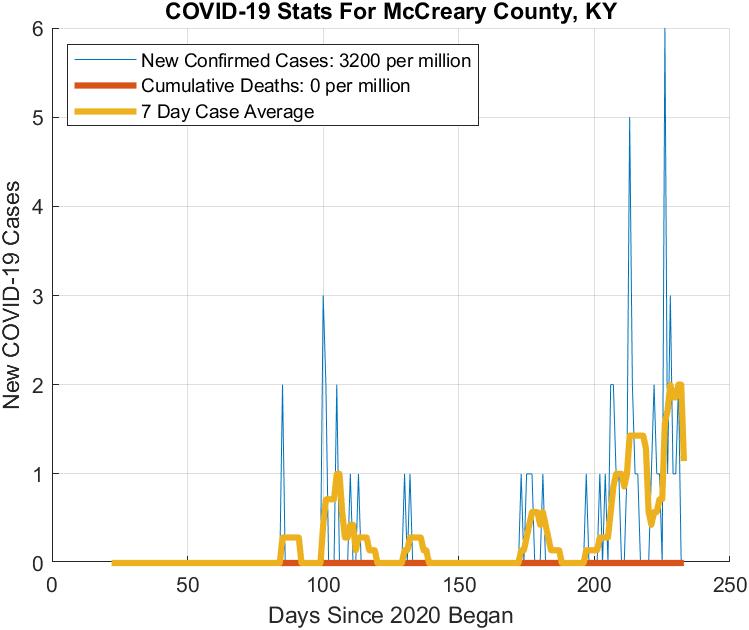 COVID-19 Stats For McCreary County, KY
New Confirmed Cases: 3200 per million
Cumulative Deaths: 0 per million
7 Day Case Average
New COVID-19 Cases
6
5
4
3
2
1
0
0 50 100 150 200 250
Days Since 2020 Began